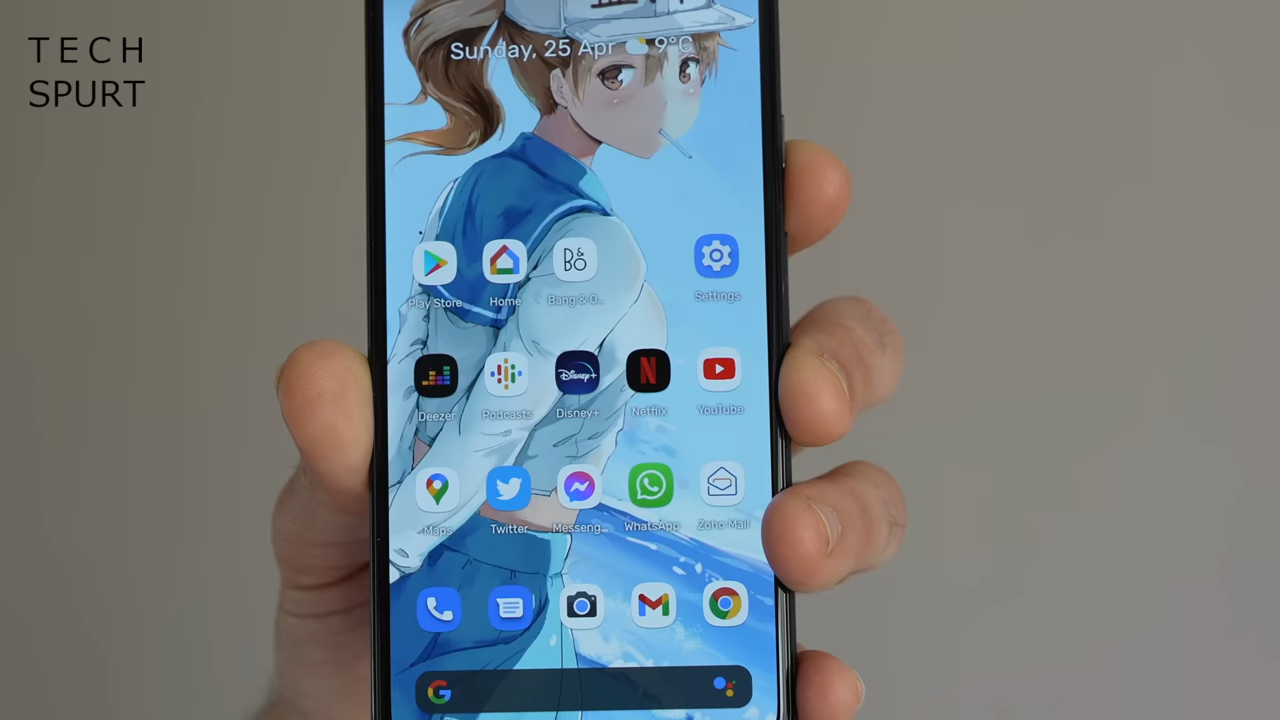 TECH
SPURT
Sunday, 25 Apr 9°C
B&O
Play Store Home Bang & O... Settings
Disney+
N
Deezer Podcasts Disney+ Netflix YouTube
Maps Twitter Messeng... WhatsApp Zoho Mail
G